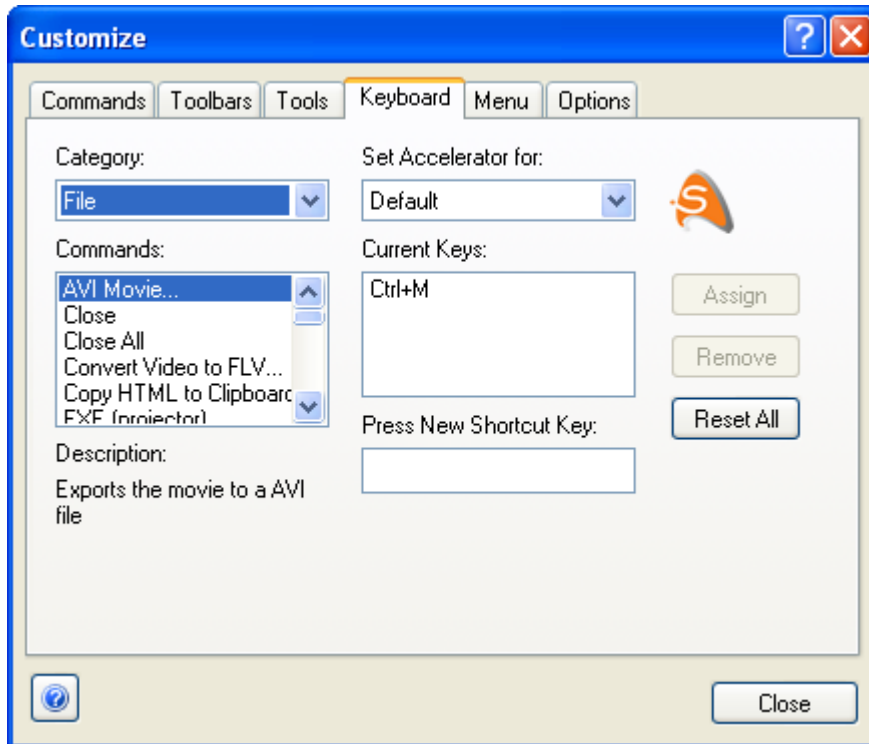 Customize
Commands Toolbars Tools Keyboard Menu Options
Category:
File
Set Accelerator for:
Default
Commands:
AVI Movie...
Close
Close All
Convert Video to FLV...
Copy HTML to Clipboard
EXE (projector)
Current Keys:
Ctrl+M
Assign
Remove
Reset All
Press New Shortcut Key:
Description:
Exports the movie to a AVI
file
Close